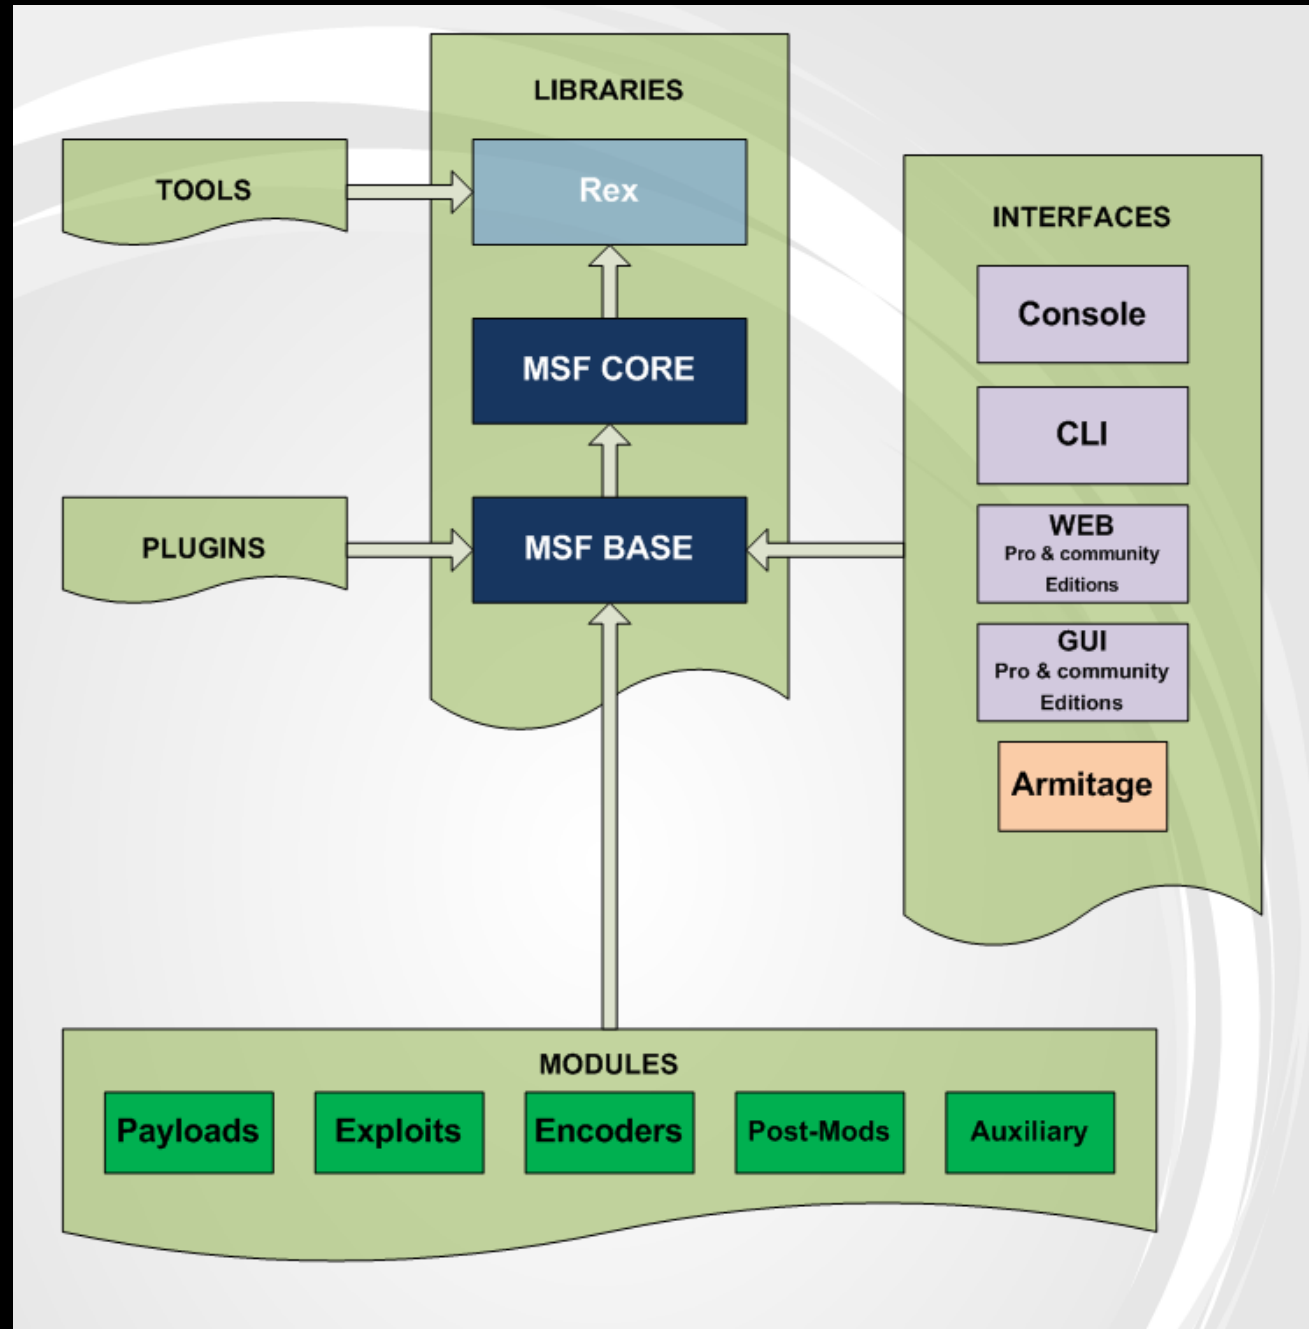 LIBRARIES
TOOLS
Rex
INTERFACES
Console
MSF CORE
CLI
PLUGINS
MSF BASE
WEB
Pro & community
Editions
GUI
Pro & community
Editions
Armitage
MODULES
Payloads
Exploits
Encoders
Post-Mods
Auxiliary